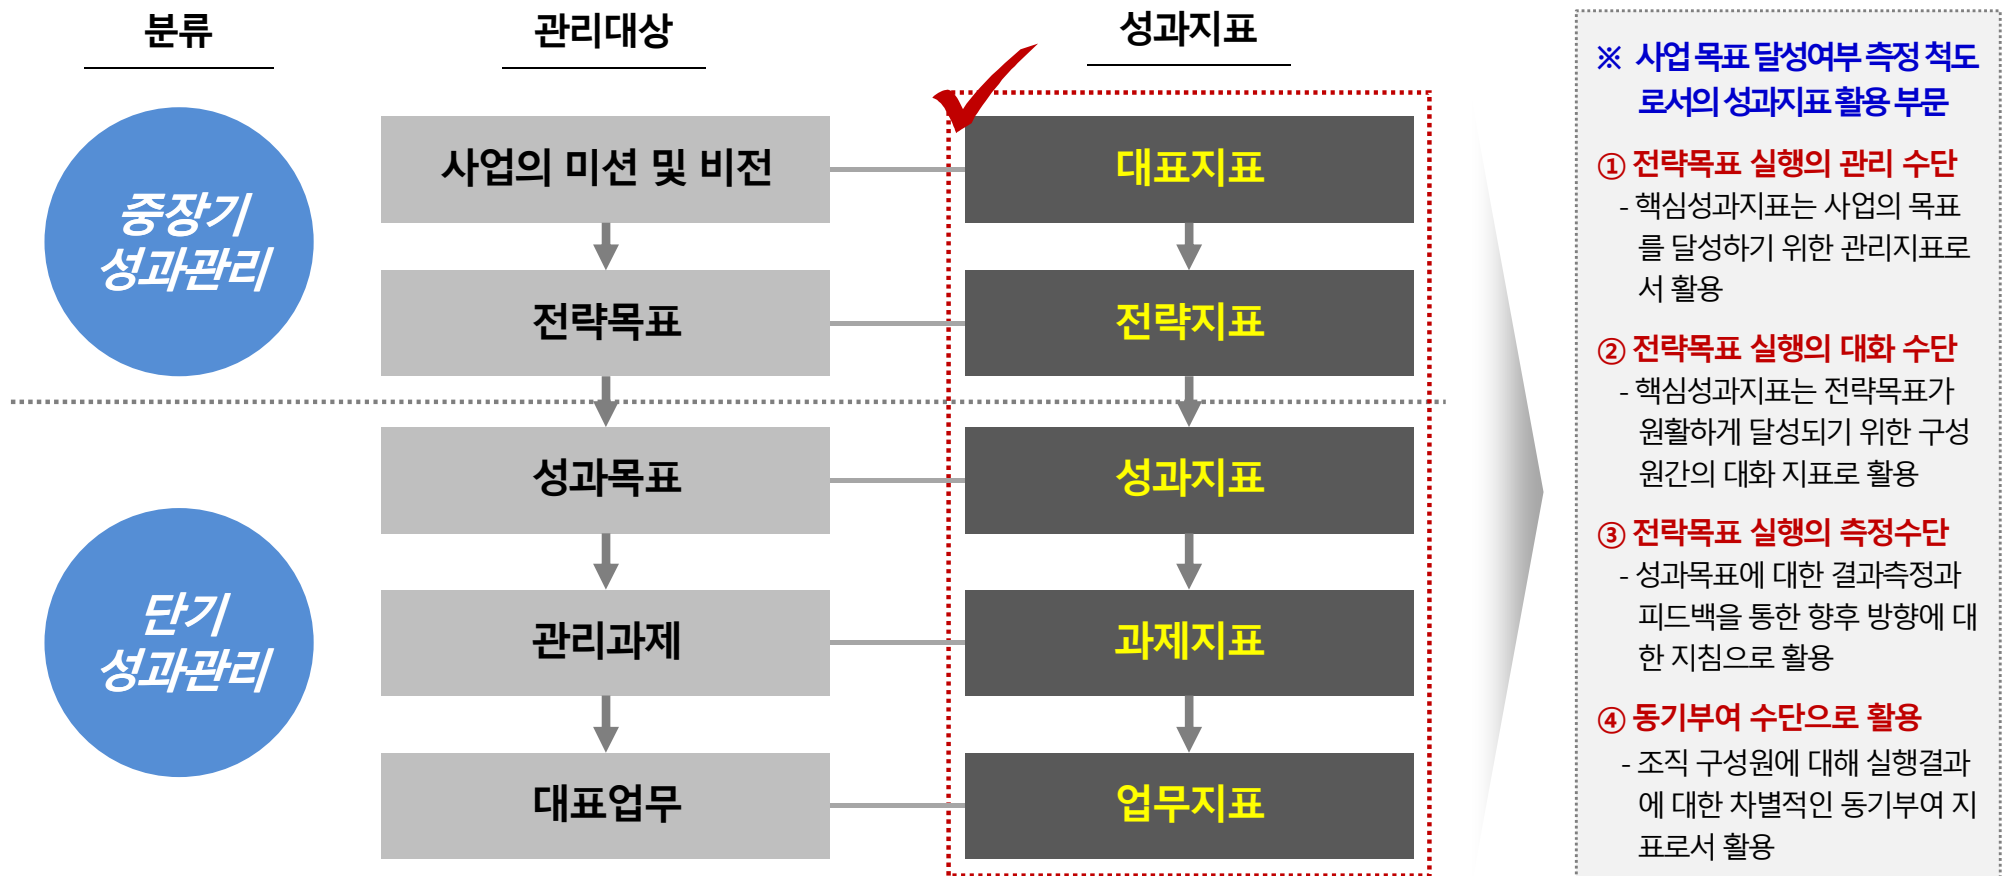 분류
관리대상
성과지표
중장기
성과관리
사업의 미션 및 비전
대표지표
전략목표
전략지표
단기
성과관리
성과목표
성과지표
관리과제
과제지표
대표업무
업무지표
※ 사업 목표 달성여부 측정 척도
로서의 성과지표 활용 부문
① 전략목표 실행의 관리 수단
- 핵심성과지표는 사업의 목표
를 달성하기 위한 관리지표로
서 활용
② 전략목표 실행의 대화 수단
- 핵심성과지표는 전략목표가
원활하게 달성되기 위한 구성
원간의 대화 지표로 활용
③ 전락목표 실행의 측정수단
- 성과목표에 대한 결과측정과
피드백을 통한 향후 방향에 대
한 지침으로 활용
④ 동기부여 수단으로 활용
- 조직 구성원에 대해 실행결과
에 대한 차별적인 동기부여 지
표로서 활용